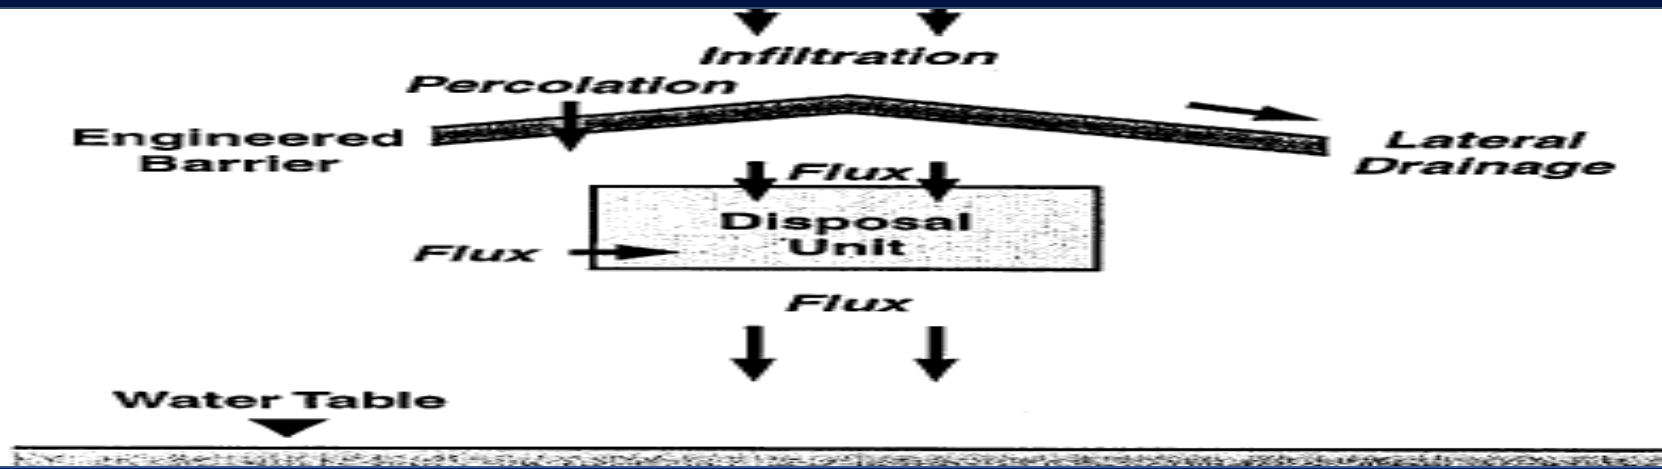 Infiltration
Percolation
Engineered
Barrier
Lateral
Drainage
Flux
Disposal
Unit
Flux
Flux
Water Table